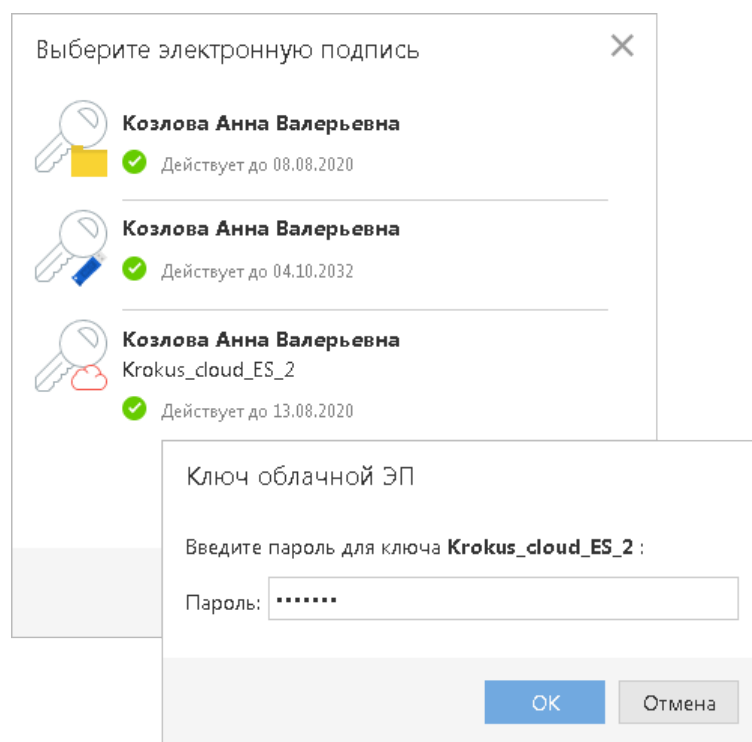 Выберите электронную подпись
Козлова Анна Валерьевна
Действует до 08.08.2020
Козлова Анна Валерьевна
Действует до 04.10.2032
Козлова Анна Валерьевна
Krokus_cloud_ES_2
Действует до 13.08.2020
Ключ облачной ЭП
Введите пароль для ключа Krokus_cloud_ES_2 :
Пароль: •••••••
ОК Отмена